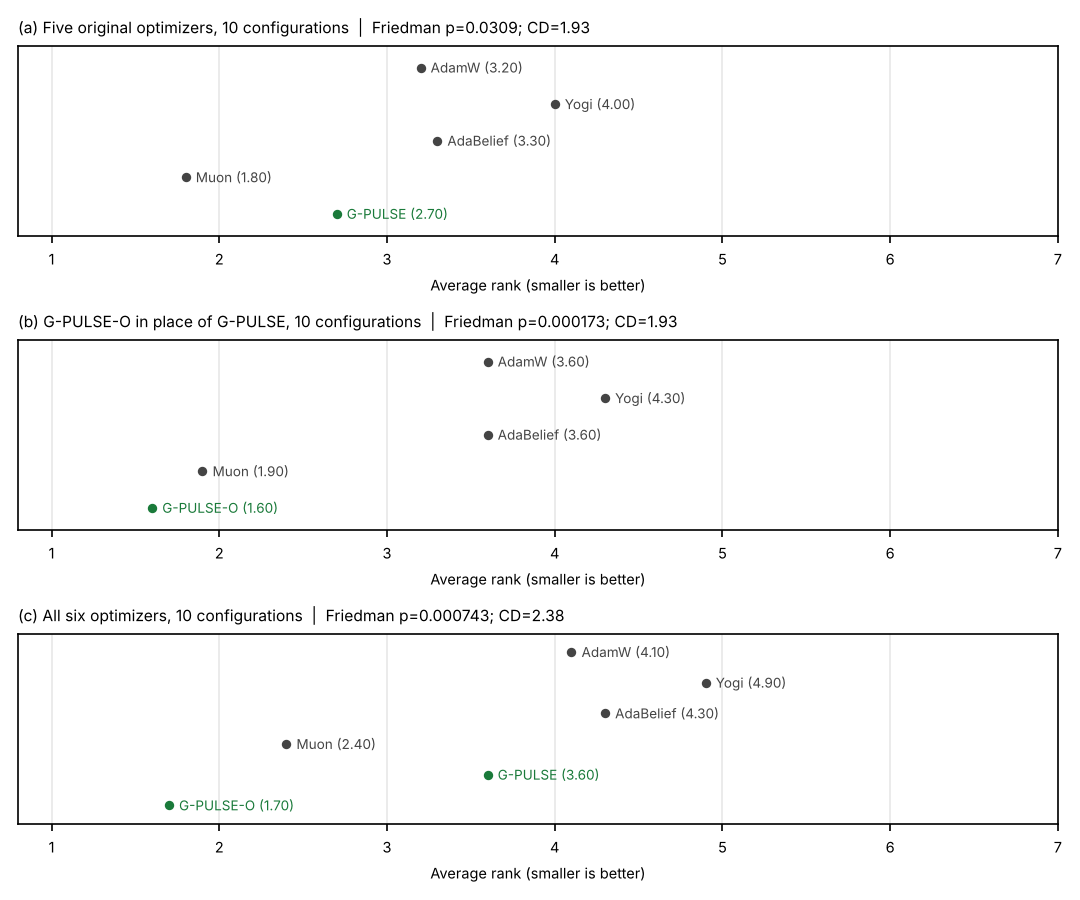 (a) Five original optimizers, 10 configurations | Friedman p=0.0309; CD=1.93
AdamW (3.20)
Yogi (4.00)
AdaBelief (3.30)
Muon (1.80)
G-PULSE (2.70)
1 2 3 4 5 6 7
Average rank (smaller is better)
(b) G-PULSE-O in place of G-PULSE, 10 configurations | Friedman p=0.000173; CD=1.93
AdamW (3.60)
Yogi (4.30)
AdaBelief (3.60)
Muon (1.90)
G-PULSE-O (1.60)
1 2 3 4 5 6 7
Average rank (smaller is better)
(c) All six optimizers, 10 configurations | Friedman p=0.000743; CD=2.38
AdamW (4.10)
Yogi (4.90)
AdaBelief (4.30)
Muon (2.40)
G-PULSE (3.60)
G-PULSE-O (1.70)
1 2 3 4 5 6 7
Average rank (smaller is better)